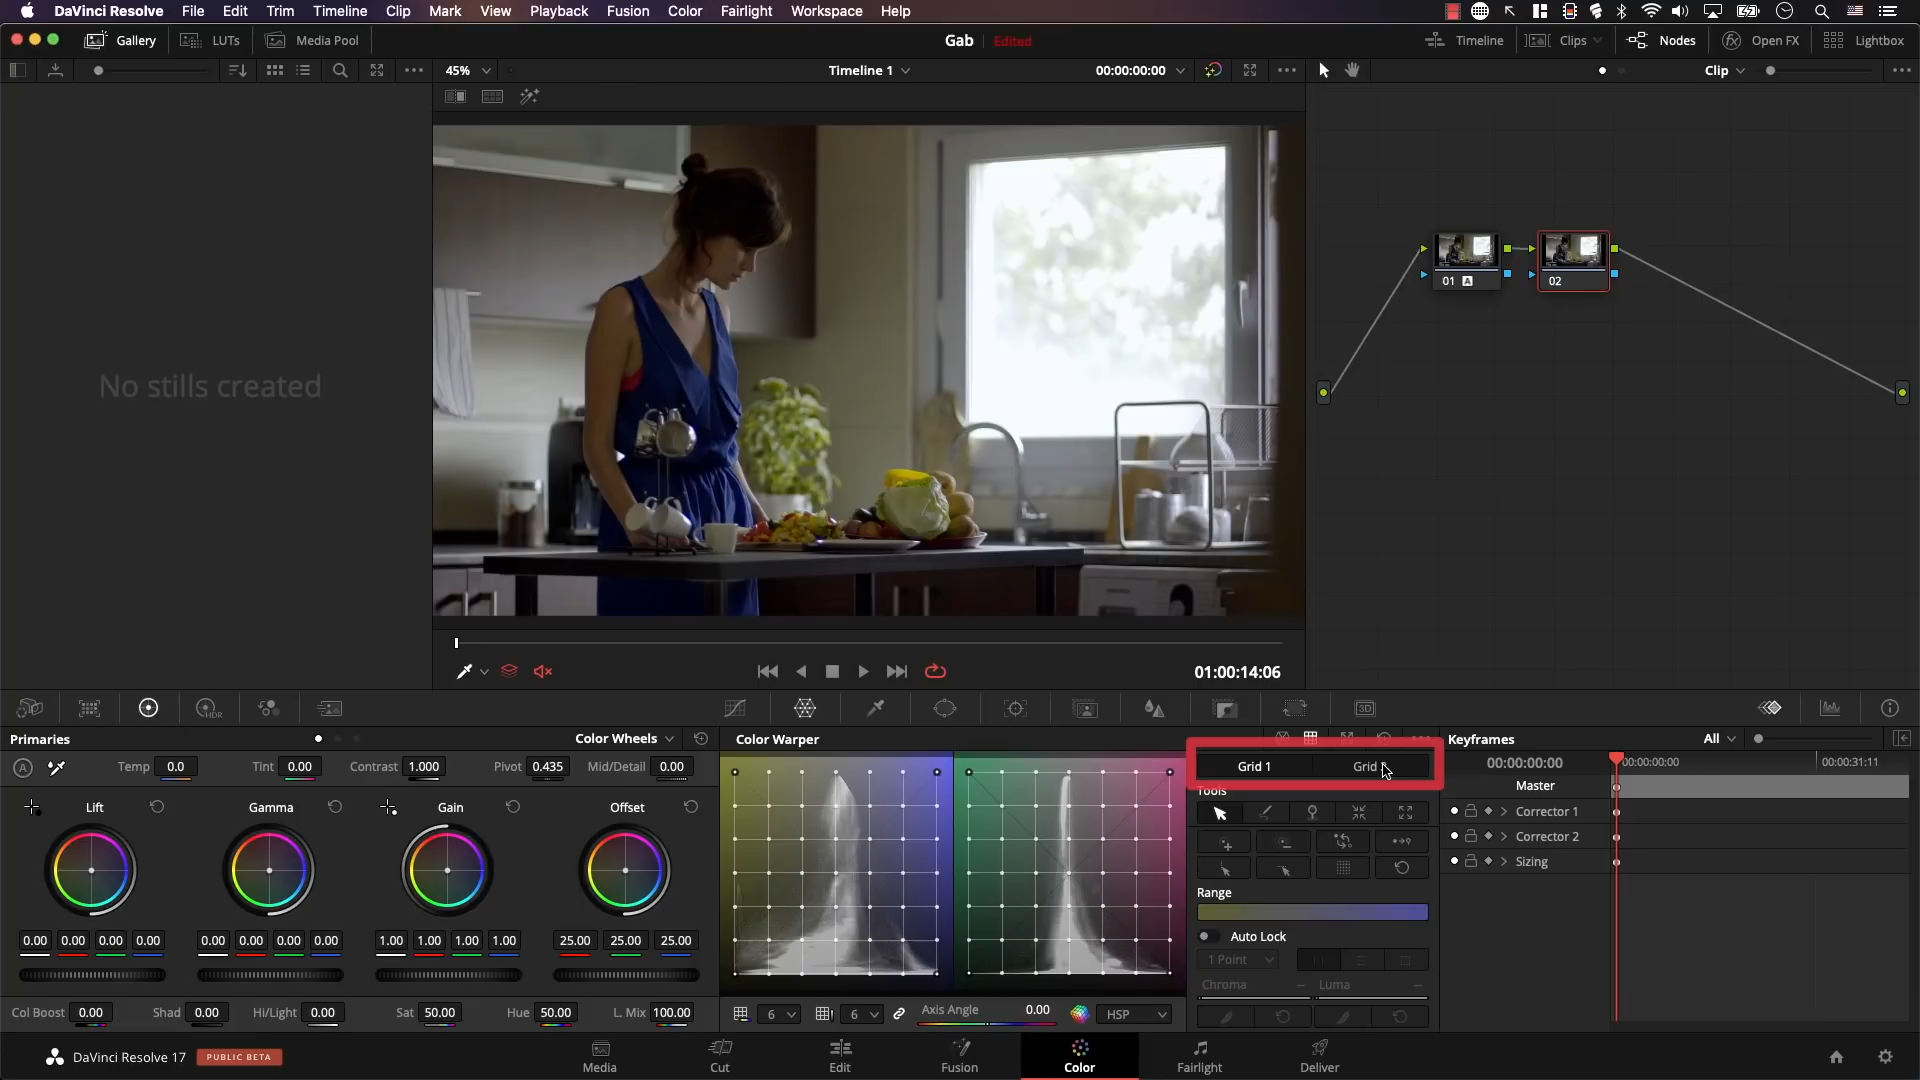 DaVinci Resolve File Edit Trim Timeline Clip Mark View Playback Fusion Color Fairlight Workspace Help
Gallery LUTs Media Pool Gab Edited Timeline Clips Nodes Open FX Lightbox
45% Timeline 1 00:00:00:00 Clip
No stills created
01 A 02
01:00:14:06
HDR 3D
Primaries Color Wheels Color Warper Keyframes All
A Temp 0.0 Tint 0.00 Contrast 1.000 Pivot 0.435 Mid/Detail 0.00
Grid 1 Grid
00:00:00:00 00:00:00:00 00:00:31:11
Master
Lift Gamma Gain Offset
Tools
Corrector 1
Corrector 2
Sizing
Range
0.00 0.00 0.00 0.00 0.00 0.00 0.00 0.00 1.00 1.00 1.00 1.00 25.00 25.00 25.00
Auto Lock
1 Point
Chroma Luma
Col Boost 0.00 Shad 0.00 Hi/Light 0.00 Sat 50.00 Hue 50.00 L. Mix 100.00
6 6 Axis Angle 0.00 HSP
DaVinci Resolve 17 PUBLIC BETA
Media Cut Edit Fusion Color Fairlight Deliver